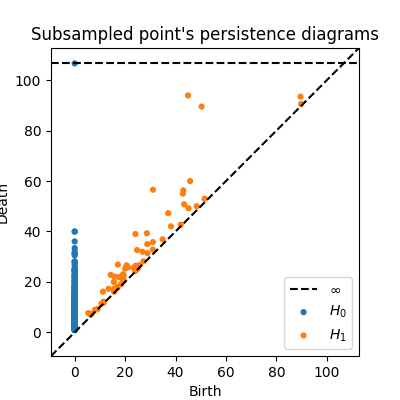 Subsampled point's persistence diagrams
100
80
60
40
20
0
Death
0 20 40 60 80 100
Birth
∞
H0
H1